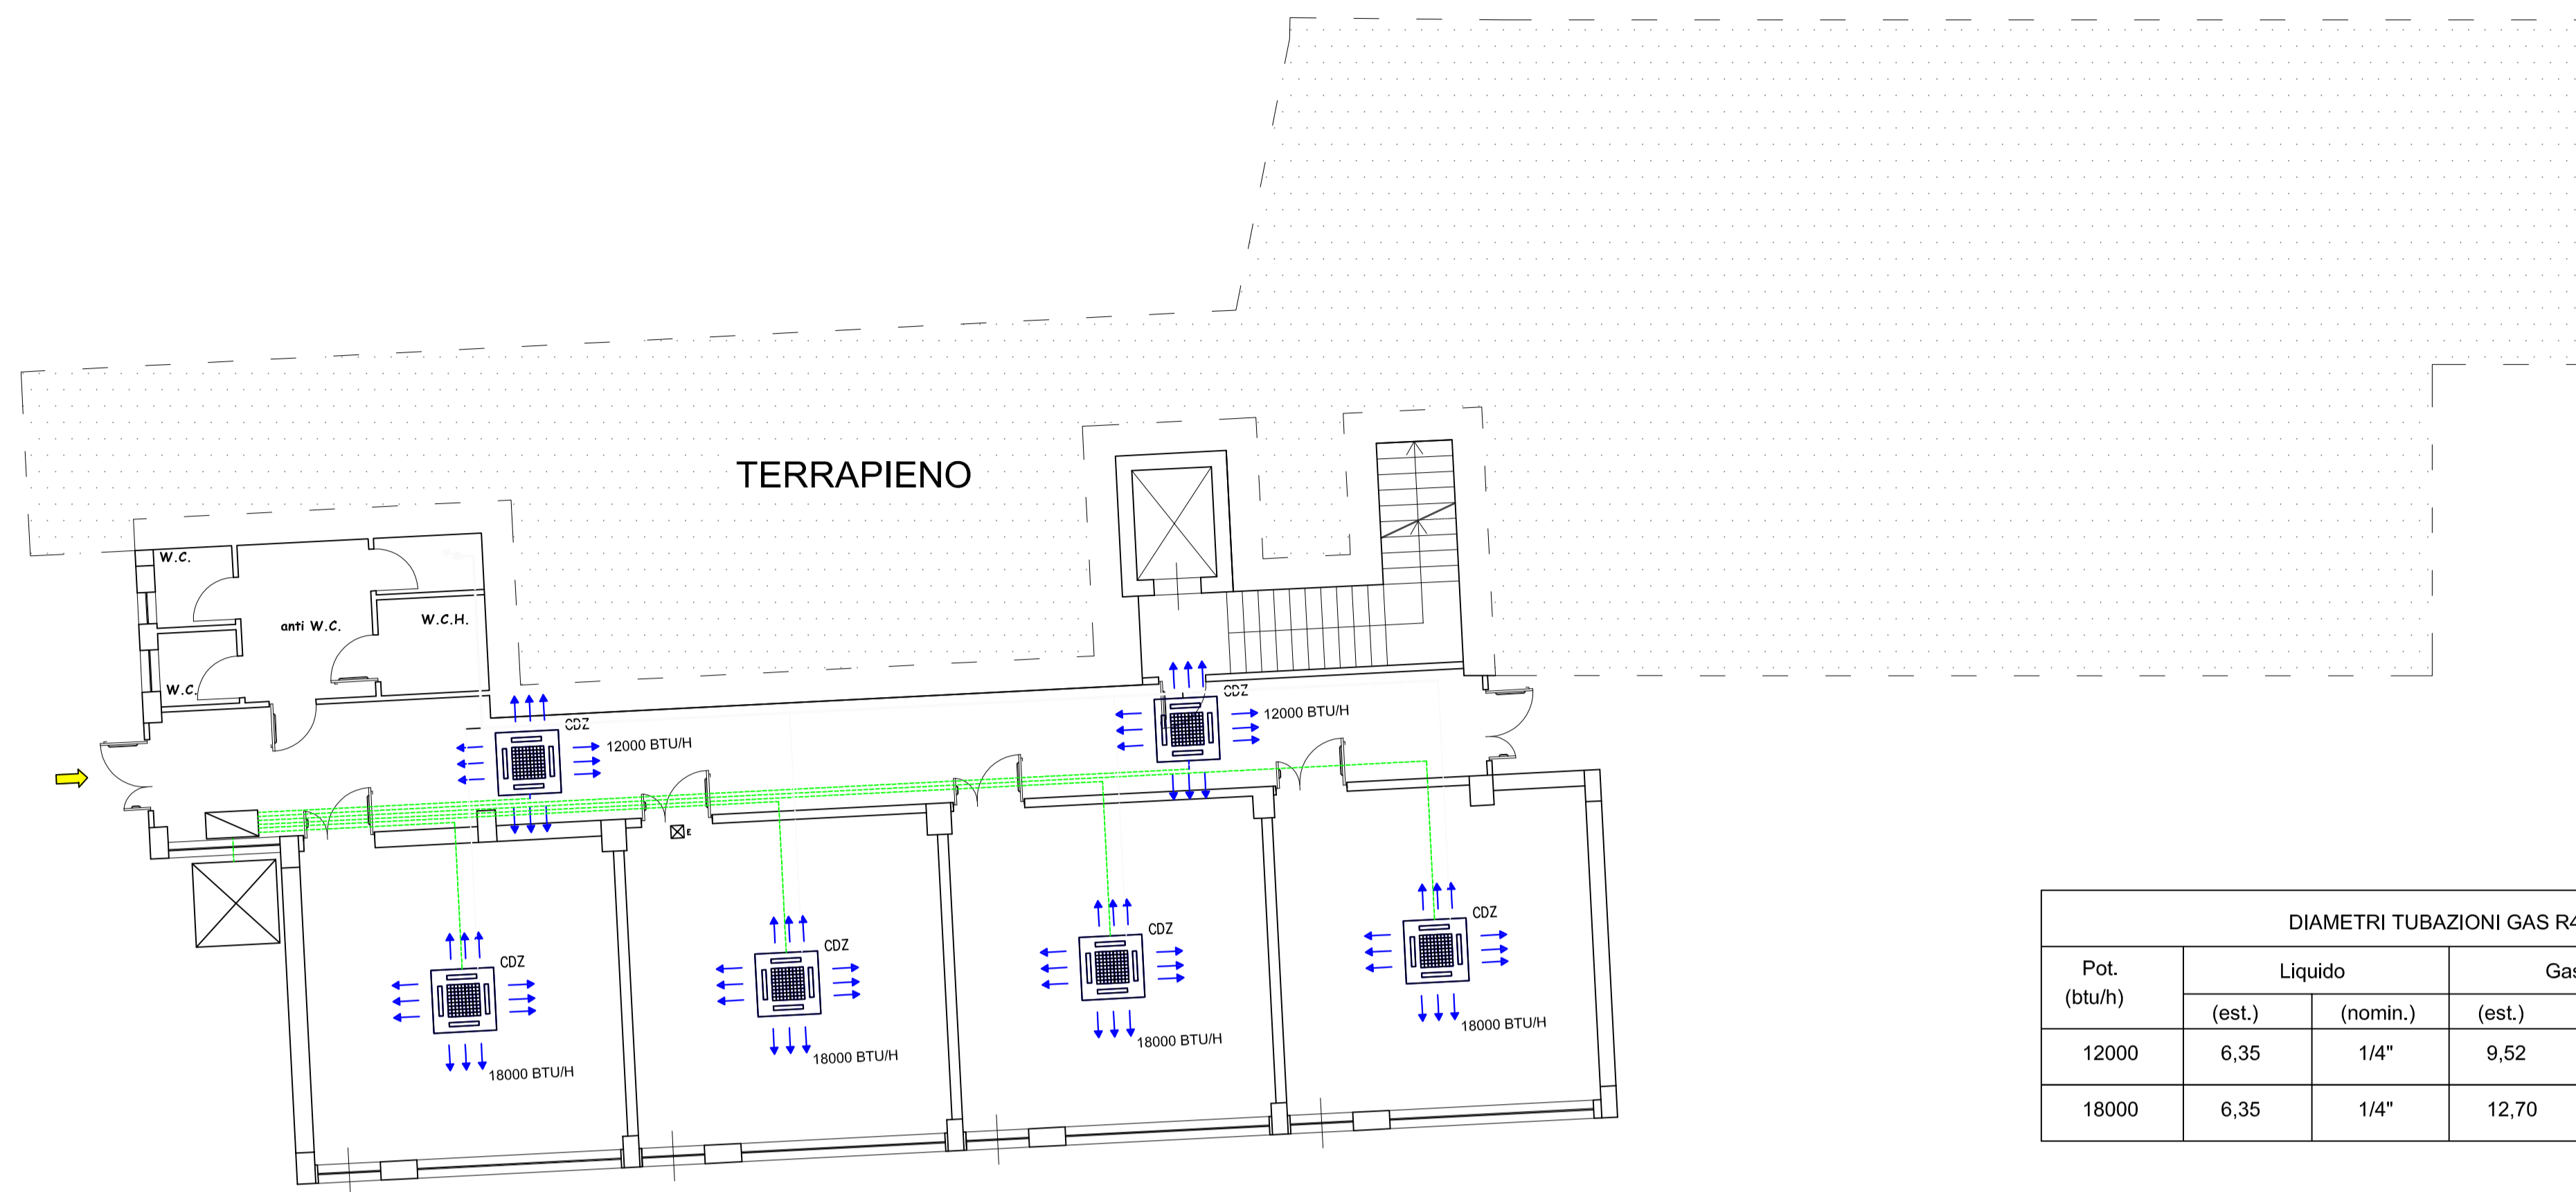 TERRAPIENO
W.C.
anti W.C.
W.C.H.
W.C.
CDZ
12000 BTU/H
CDZ
12000 BTU/H
E
CDZ
18000 BTU/H
CDZ
18000 BTU/H
CDZ
18000 BTU/H
CDZ
18000 BTU/H
DIAMETRI TUBAZIONI GAS R4
Pot.
(btu/h)
Liquido
Gas
(est.)
(nomin.)
(est.)
12000
6,35
1/4"
9,52
18000
6,35
1/4"
12,70